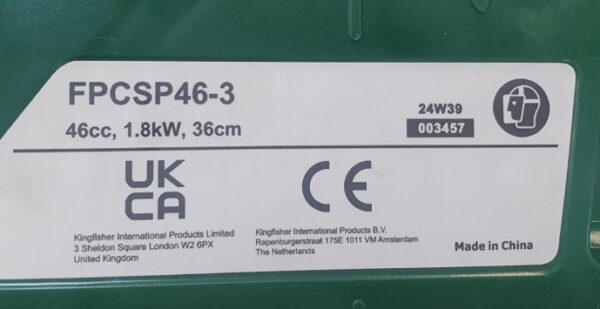 FPCSP46-3
46cc, 1.8kW, 36cm
24W39
003457
UK
CA
CE
Kingfisher International Products Limited
3 Sheldon Square London W2 6PX
United Kingdom
Kingfisher International Products B.V.
Rapenburgerstraat 175E 1011 VM Amsterdam
The Netherlands
Made in China